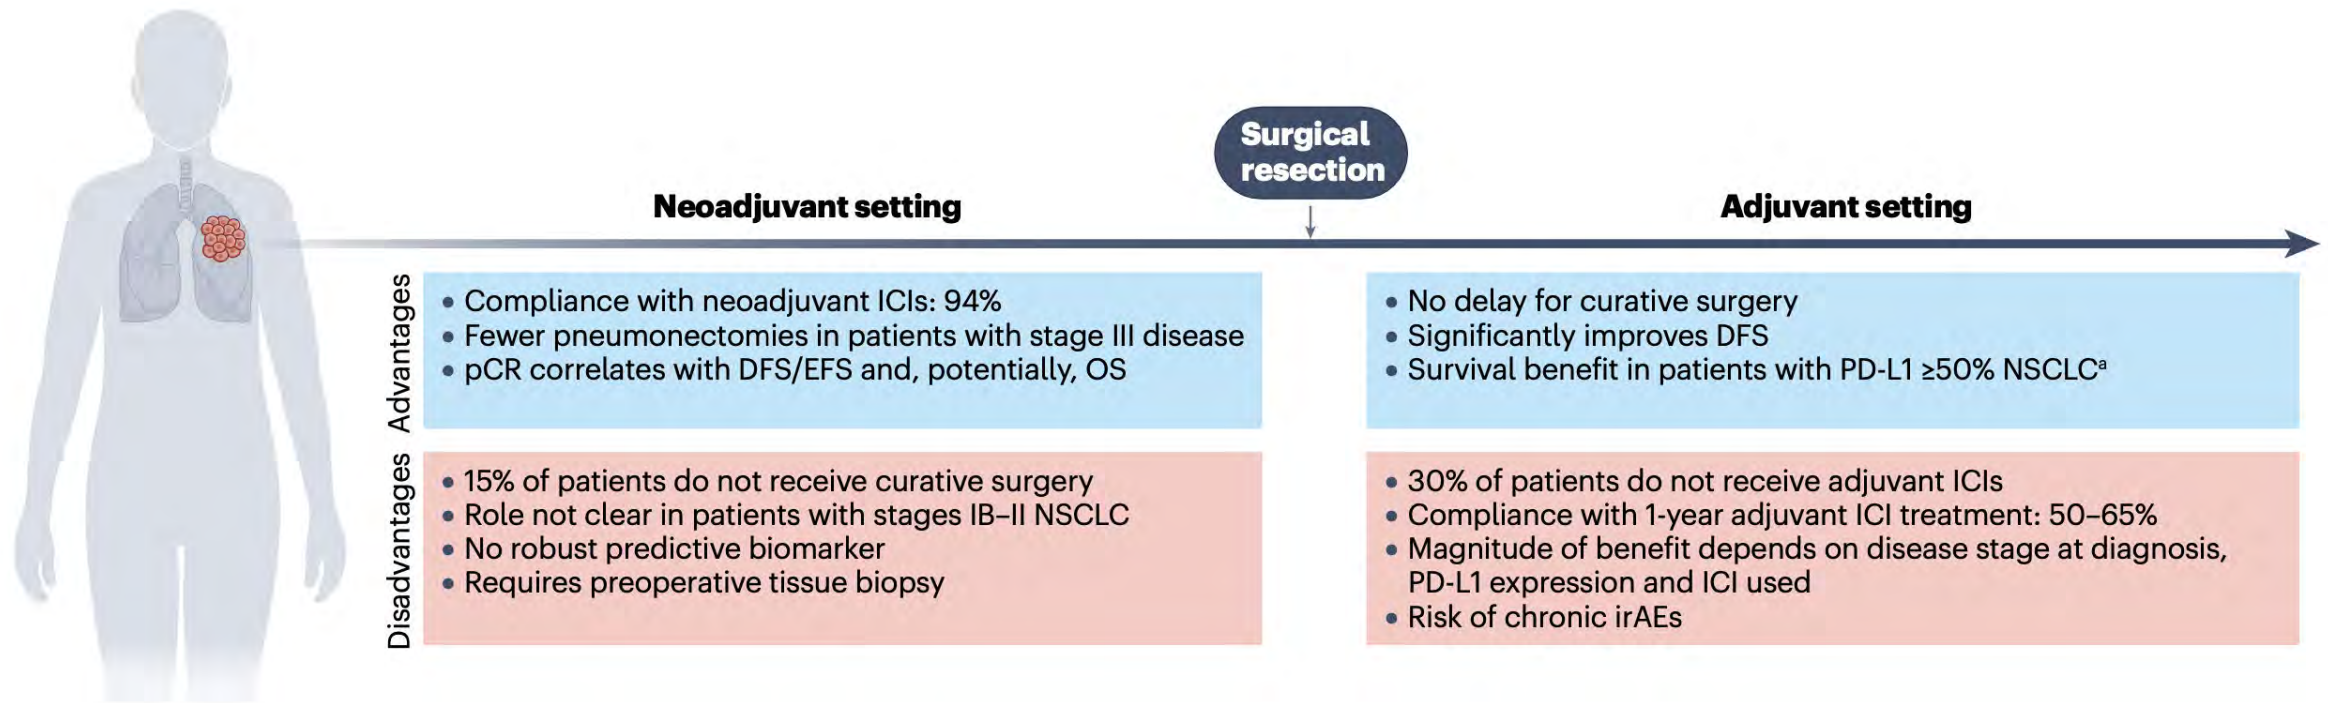 Surgical
resection
Neoadjuvant setting
Adjuvant setting
Advantages
• Compliance with neoadjuvant ICIs: 94%
• Fewer pneumonectomies in patients with stage III disease
• pCR correlates with DFS/EFS and, potentially, OS
• No delay for curative surgery
• Significantly improves DFS
• Survival benefit in patients with PD-L1 ≥50% NSCLCᵃ
Disadvantages
• 15% of patients do not receive curative surgery
• Role not clear in patients with stages IB–II NSCLC
• No robust predictive biomarker
• Requires preoperative tissue biopsy
• 30% of patients do not receive adjuvant ICIs
• Compliance with 1-year adjuvant ICI treatment: 50–65%
• Magnitude of benefit depends on disease stage at diagnosis,
PD-L1 expression and ICI used
• Risk of chronic irAEs